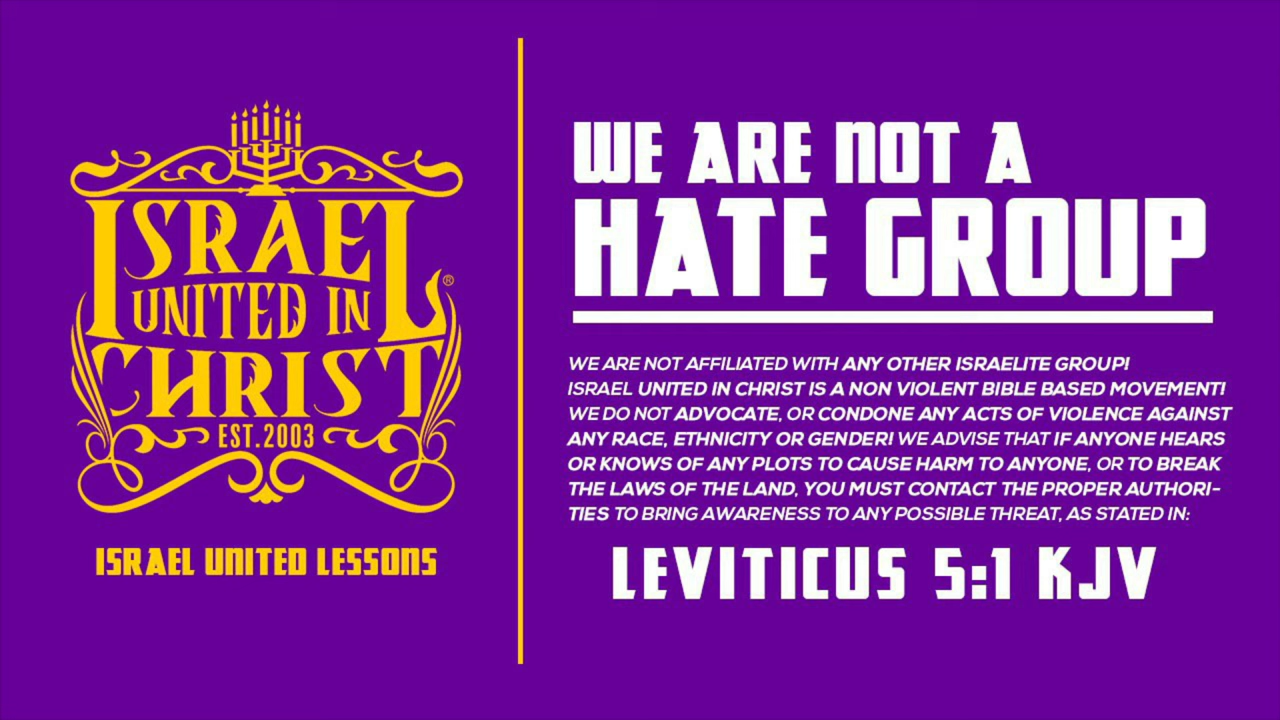 ISRAEL
UNITED IN
CHRIST
®
EST.2003
ISRAEL UNITED LESSONS
WE ARE NOT A
HATE GROUP
WE ARE NOT AFFILIATED WITH ANY OTHER ISRAELITE GROUP!
ISRAEL UNITED IN CHRIST IS A NON VIOLENT BIBLE BASED MOVEMENT!
WE DO NOT ADVOCATE, OR CONDONE ANY ACTS OF VIOLENCE AGAINST
ANY RACE, ETHNICITY OR GENDER! WE ADVISE THAT IF ANYONE HEARS
OR KNOWS OF ANY PLOTS TO CAUSE HARM TO ANYONE, OR TO BREAK
THE LAWS OF THE LAND, YOU MUST CONTACT THE PROPER AUTHORI-
TIES TO BRING AWARENESS TO ANY POSSIBLE THREAT, AS STATED IN:
LEVITICUS 5:1 KJV